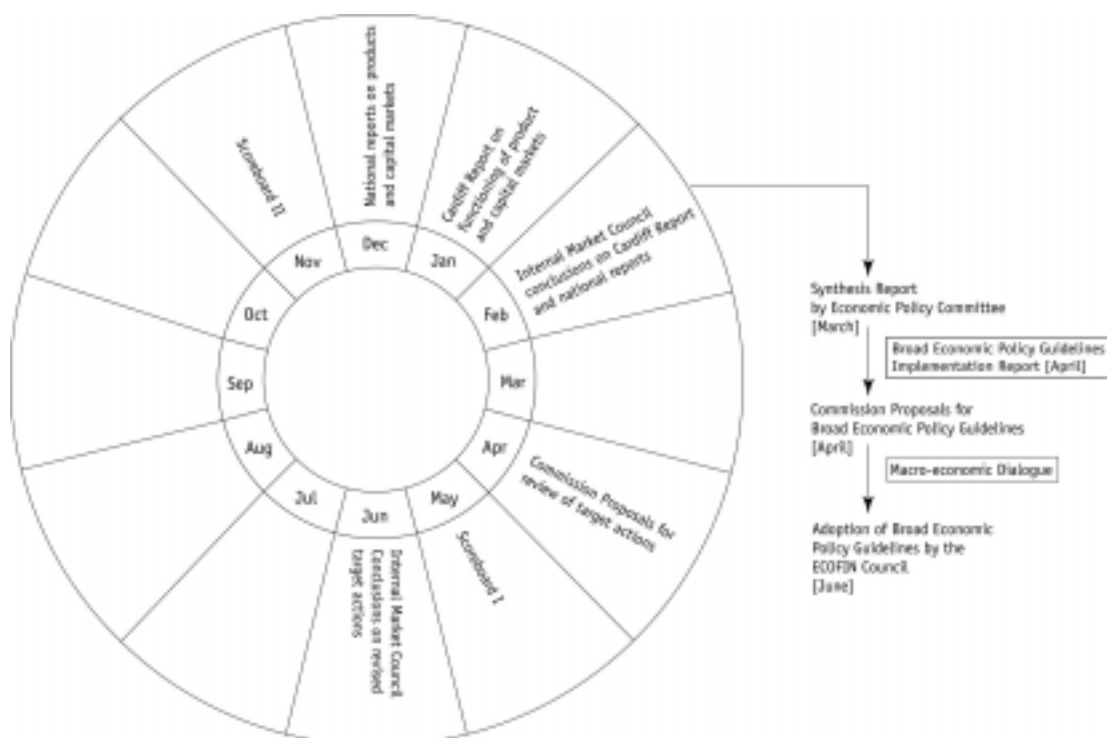 National reports on products
and capital markets
Cardiff Report on
functioning of product
and capital markets
Internal Market Council
conclusions on Cardiff Report
and national reports
Commission Proposals for
review of target actions
Scoreboard I
Internal Market Council
Conclusions on revised
target actions
Scoreboard II
Dec
Jan
Feb
Mar
Apr
May
Jun
Jul
Aug
Sep
Oct
Nov
Synthesis Report
by Economic Policy Committee
[March]
Broad Economic Policy Guidelines
Implementation Report [April]
Commission Proposals for
Broad Economic Policy Guidelines
[April]
Macro-economic Dialogue
Adoption of Broad Economic
Policy Guidelines by the
ECOFIN Council
[June]